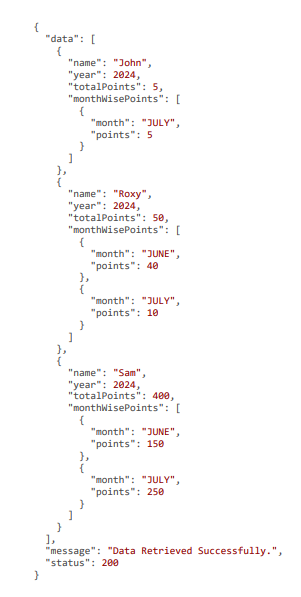 {
  "data": [
    {
      "name": "John",
      "year": 2024,
      "totalPoints": 5,
      "monthWisePoints": [
        {
          "month": "JULY",
          "points": 5
        }
      ]
    },
    {
      "name": "Roxy",
      "year": 2024,
      "totalPoints": 50,
      "monthWisePoints": [
        {
          "month": "JUNE",
          "points": 40
        },
        {
          "month": "JULY",
          "points": 10
        }
      ]
    },
    {
      "name": "Sam",
      "year": 2024,
      "totalPoints": 400,
      "monthWisePoints": [
        {
          "month": "JUNE",
          "points": 150
        },
        {
          "month": "JULY",
          "points": 250
        }
      ]
    }
  ],
  "message": "Data Retrieved Successfully.",
  "status": 200
}